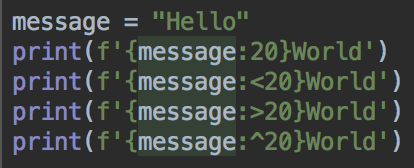 message = "Hello"
print(f'{message:20}World')
print(f'{message:<20}World')
print(f'{message:>20}World')
print(f'{message:^20}World')